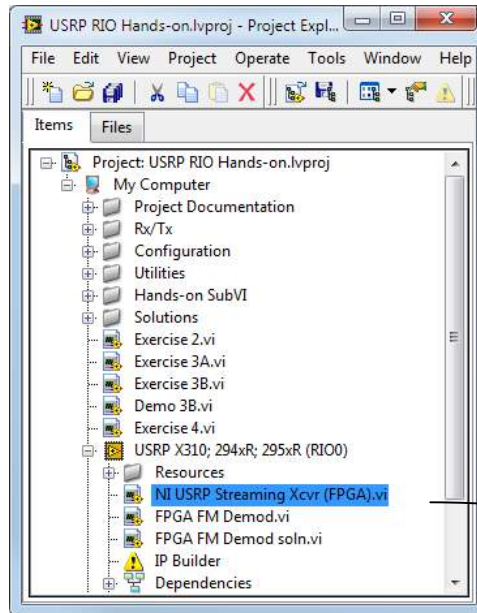 USRP RIO Hands-on.lvproj - Project Expl...
File Edit View Project Operate Tools Window Help
Items Files
Project: USRP RIO Hands-on.lvproj
My Computer
Project Documentation
Rx/Tx
Configuration
Utilities
Hands-on SubVI
Solutions
Exercise 2.vi
Exercise 3A.vi
Exercise 3B.vi
Demo 3B.vi
Exercise 4.vi
USRP X310; 294xR; 295xR (RIO0)
Resources
NI USRP Streaming Xcvr (FPGA).vi
FPGA FM Demod.vi
FPGA FM Demod soln.vi
IP Builder
Dependencies